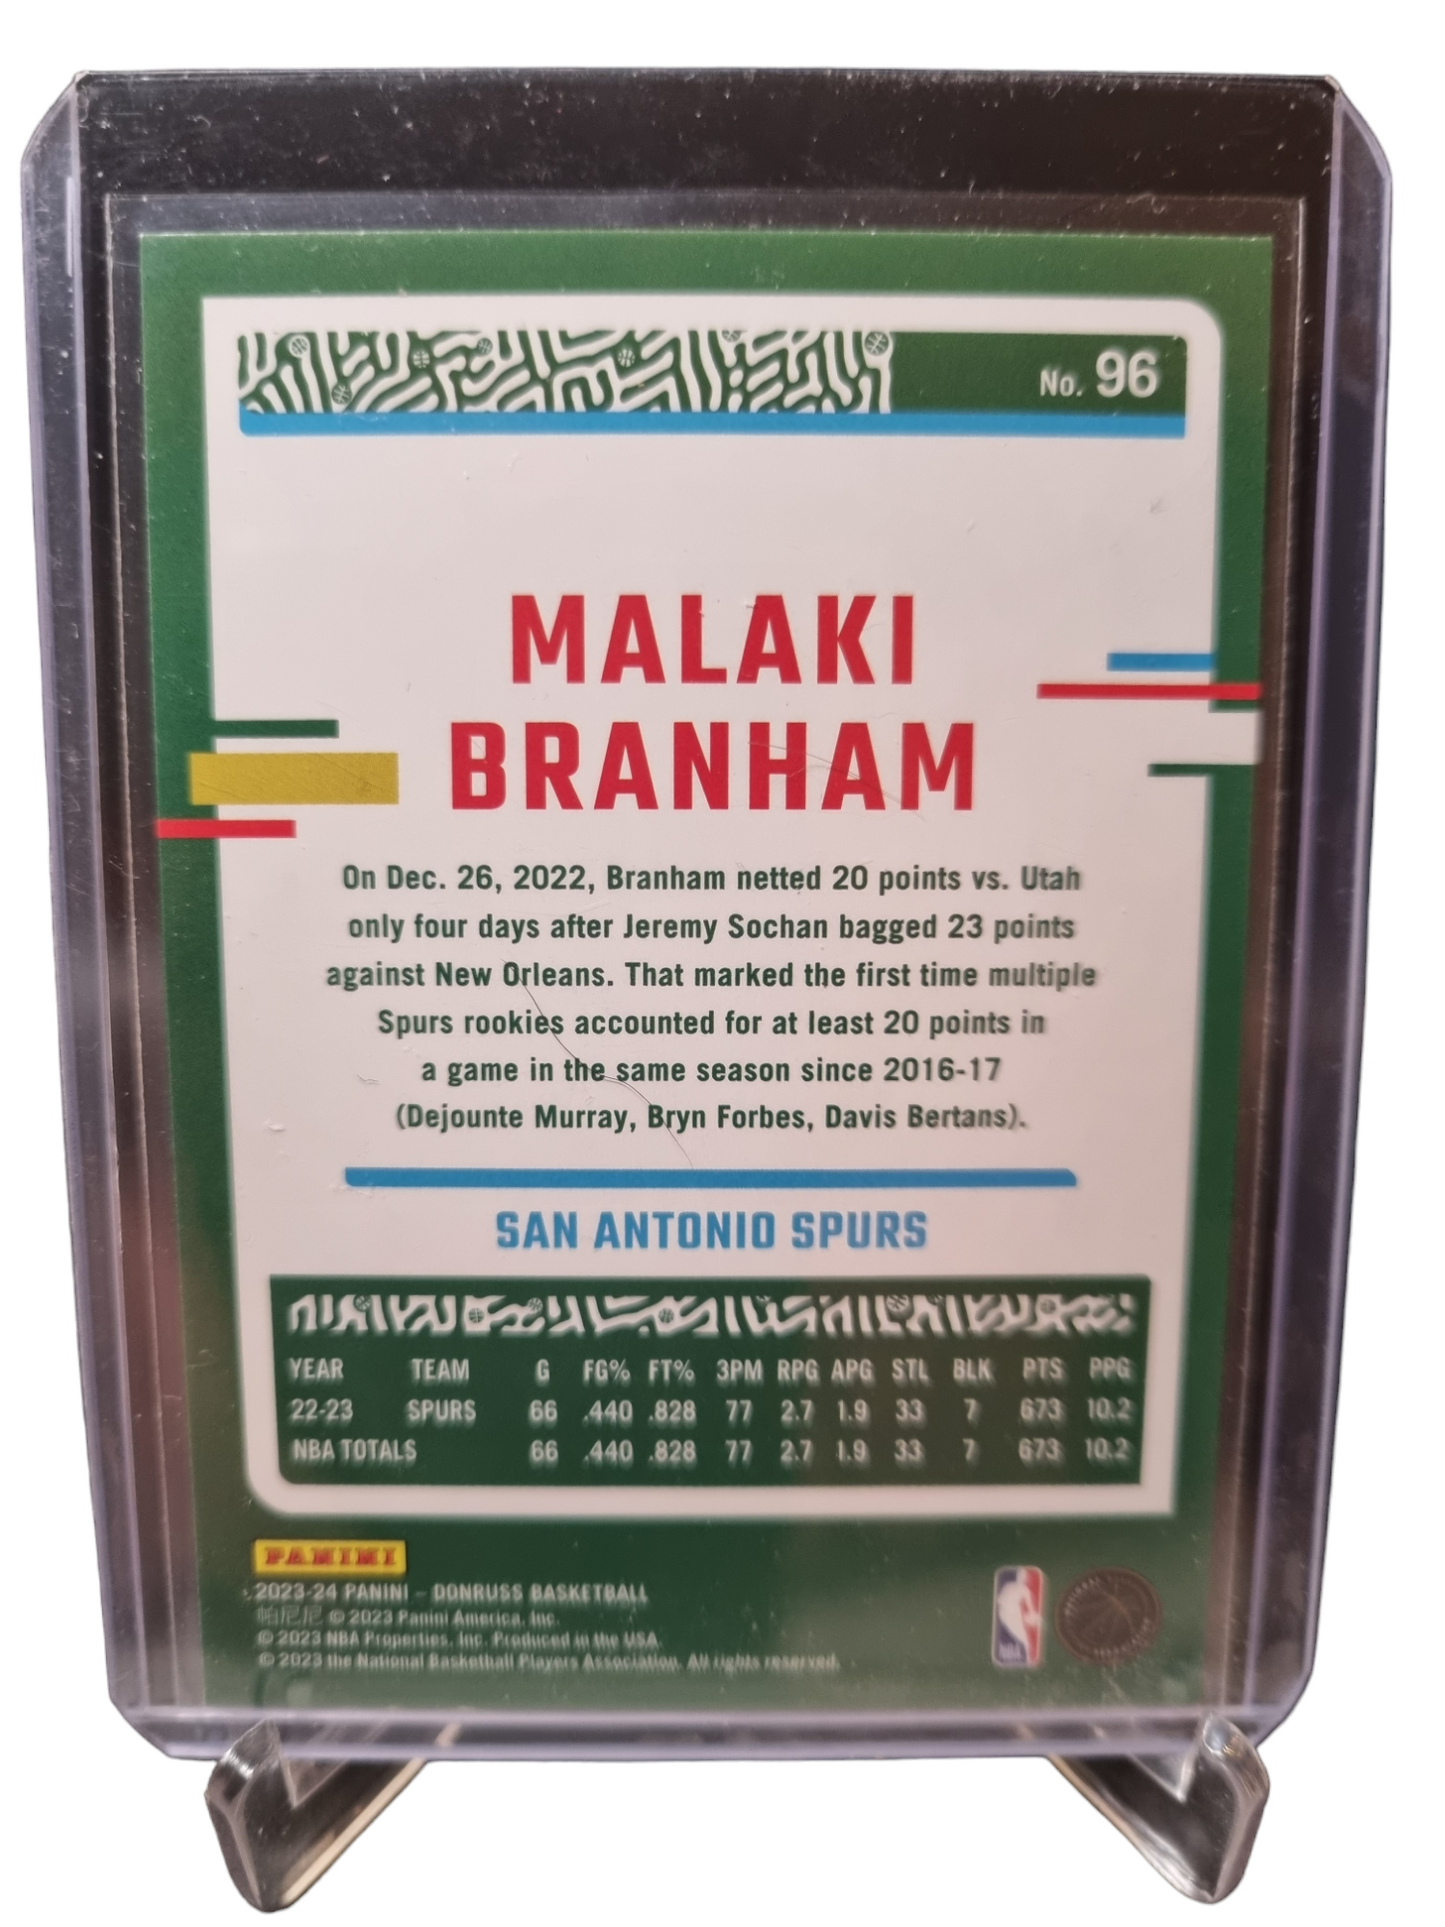 No. 96
MALAKI
BRANHAM
On Dec. 26, 2022, Branham netted 20 points vs. Utah
only four days after Jeremy Sochan bagged 23 points
against New Orleans. That marked the first time multiple
Spurs rookies accounted for at least 20 points in
a game in the same season since 2016-17
(Dejounte Murray, Bryn Forbes, Davis Bertans).
SAN ANTONIO SPURS
YEAR TEAM G FG% FT% 3PM RPG APG STL BLK PTS PPG
22-23 SPURS 66 .440 .828 77 2.7 1.9 33 7 673 10.2
NBA TOTALS 66 .440 .828 77 2.7 1.9 33 7 673 10.2
PANINI
2023-24 PANINI – DONRUSS BASKETBALL
帕尼尼 © 2023 Panini America, Inc.
© 2023 NBA Properties, Inc. Produced in the USA.
© 2023 the National Basketball Players Association. All rights reserved.
NBA